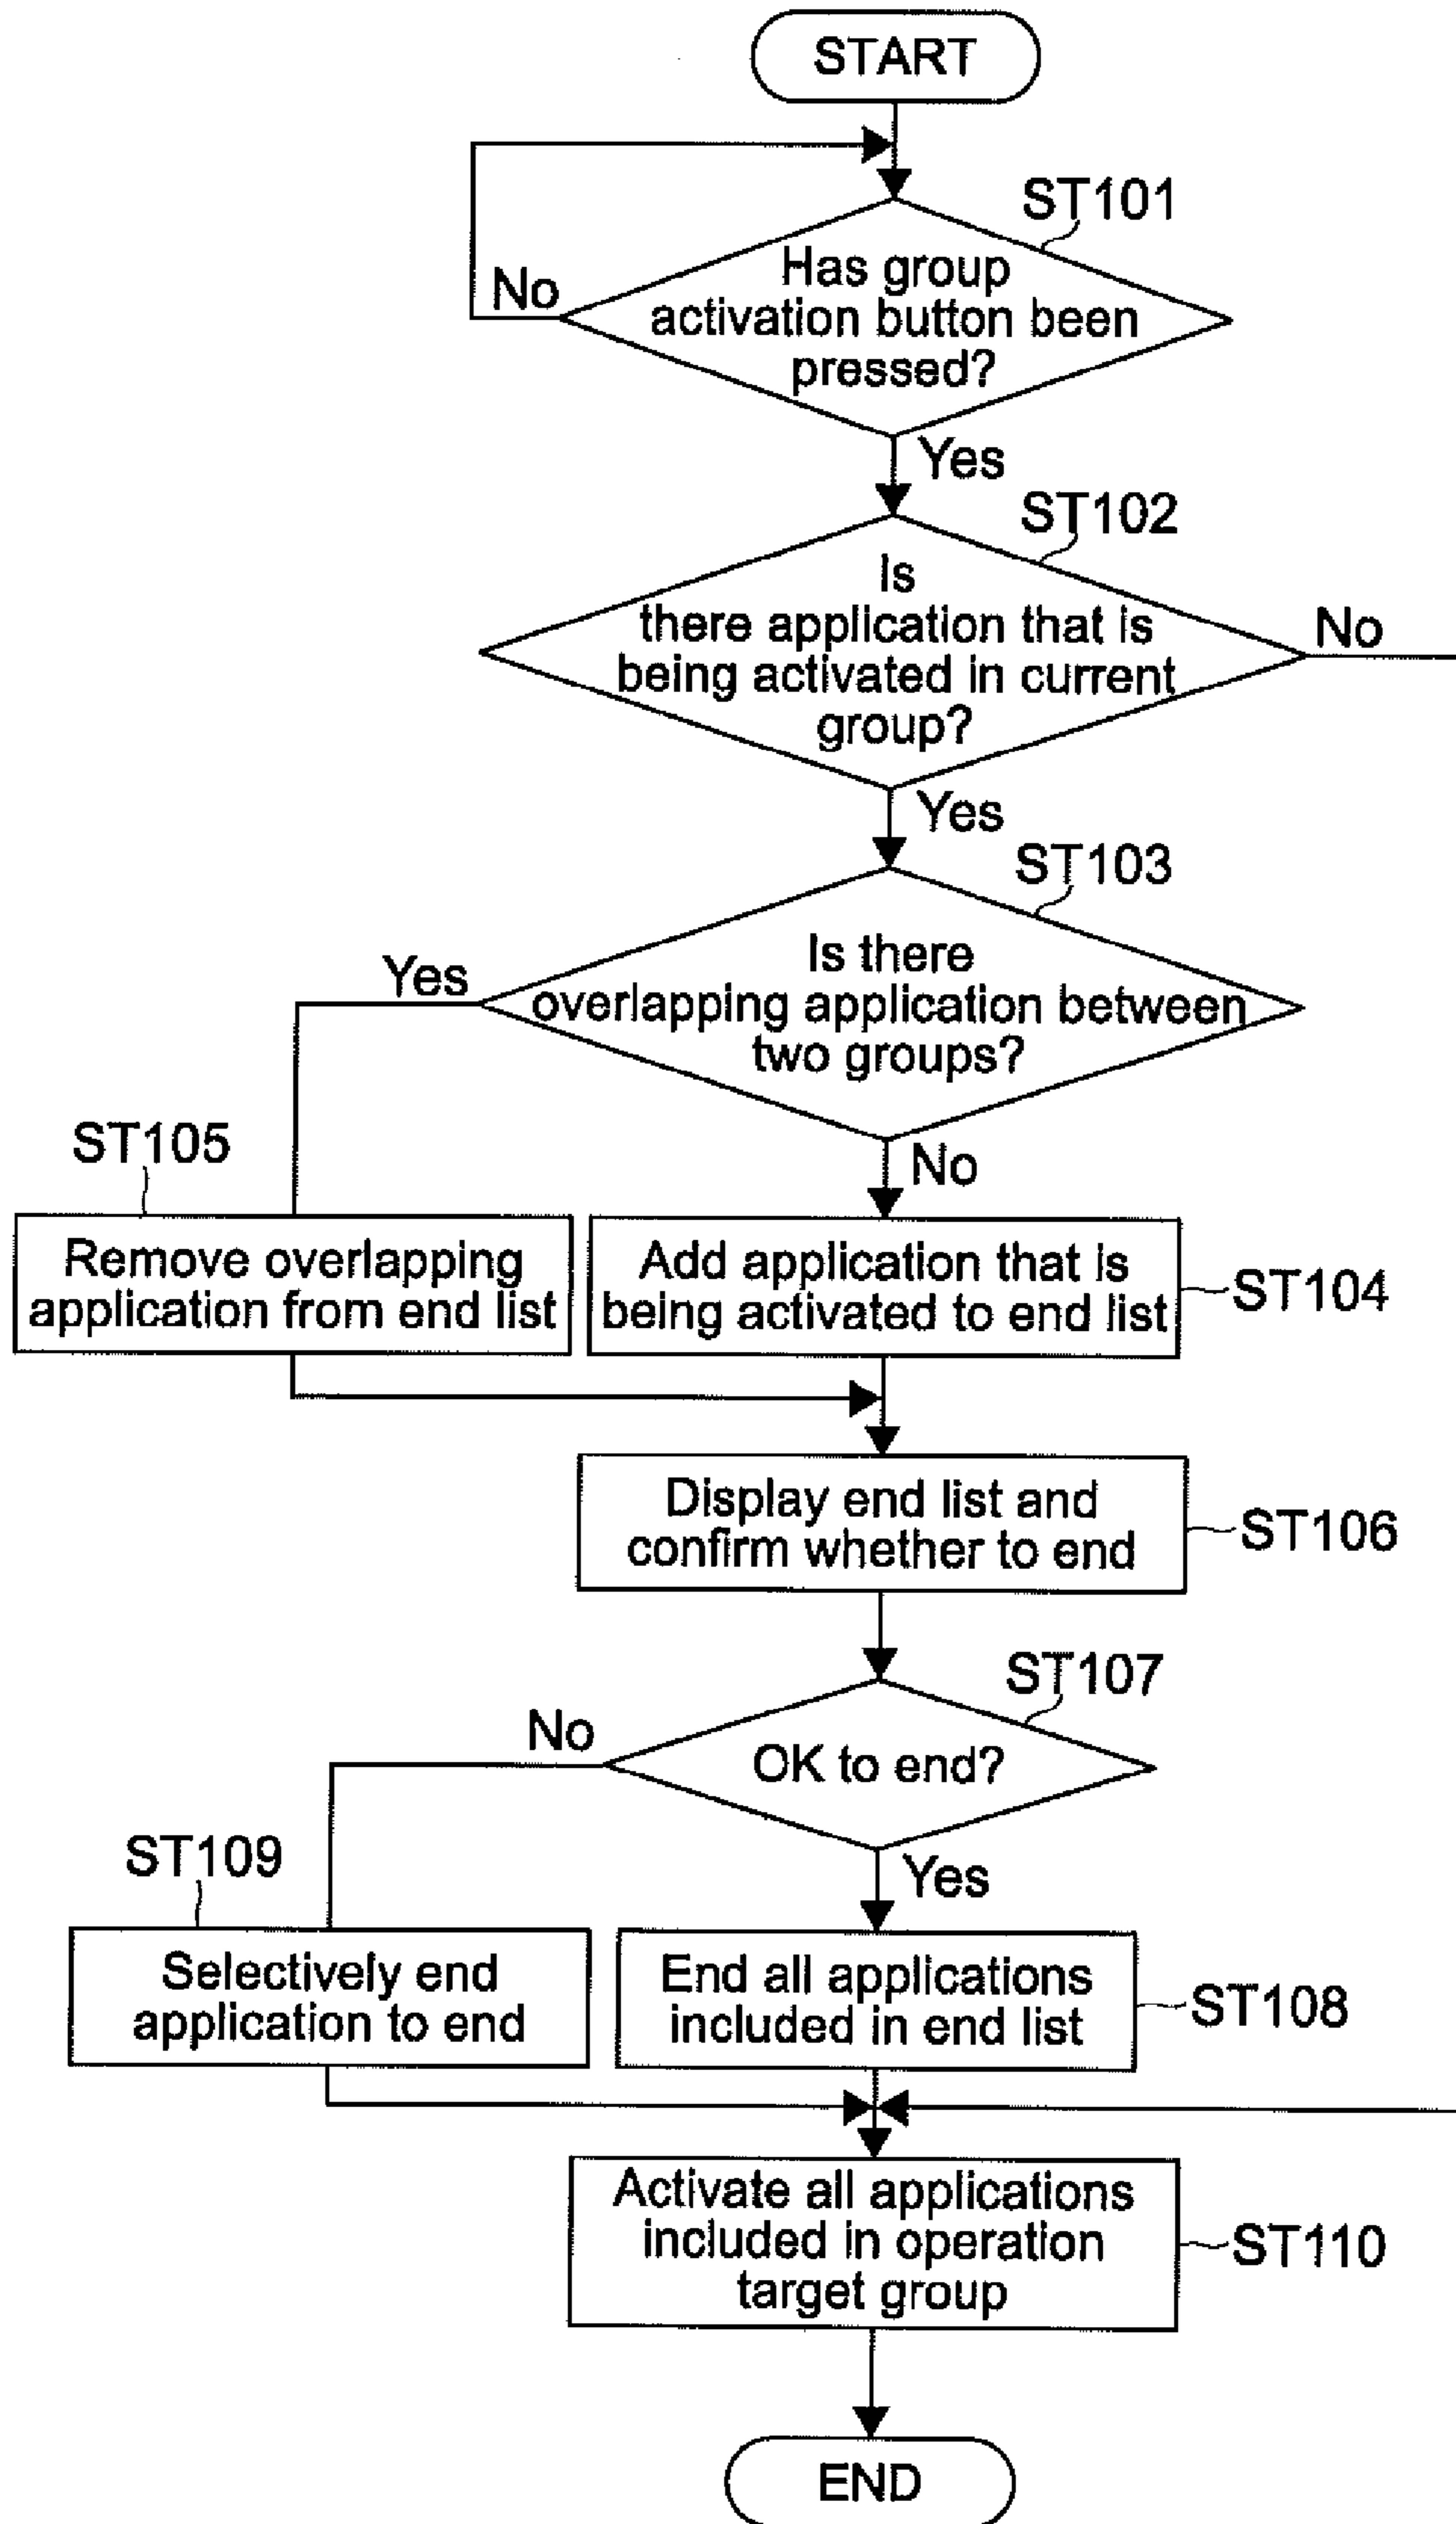 START
ST101
Has group
activation button been
pressed?
No
Yes
ST102
Is
there application that is
being activated in current
group?
No
Yes
ST103
Is there
overlapping application between
two groups?
Yes
No
ST105
Remove overlapping
application from end list
Add application that is
being activated to end list
ST104
Display end list and
confirm whether to end
ST106
ST107
OK to end?
No
Yes
ST109
Selectively end
application to end
End all applications
included in end list
ST108
Activate all applications
included in operation
target group
ST110
END